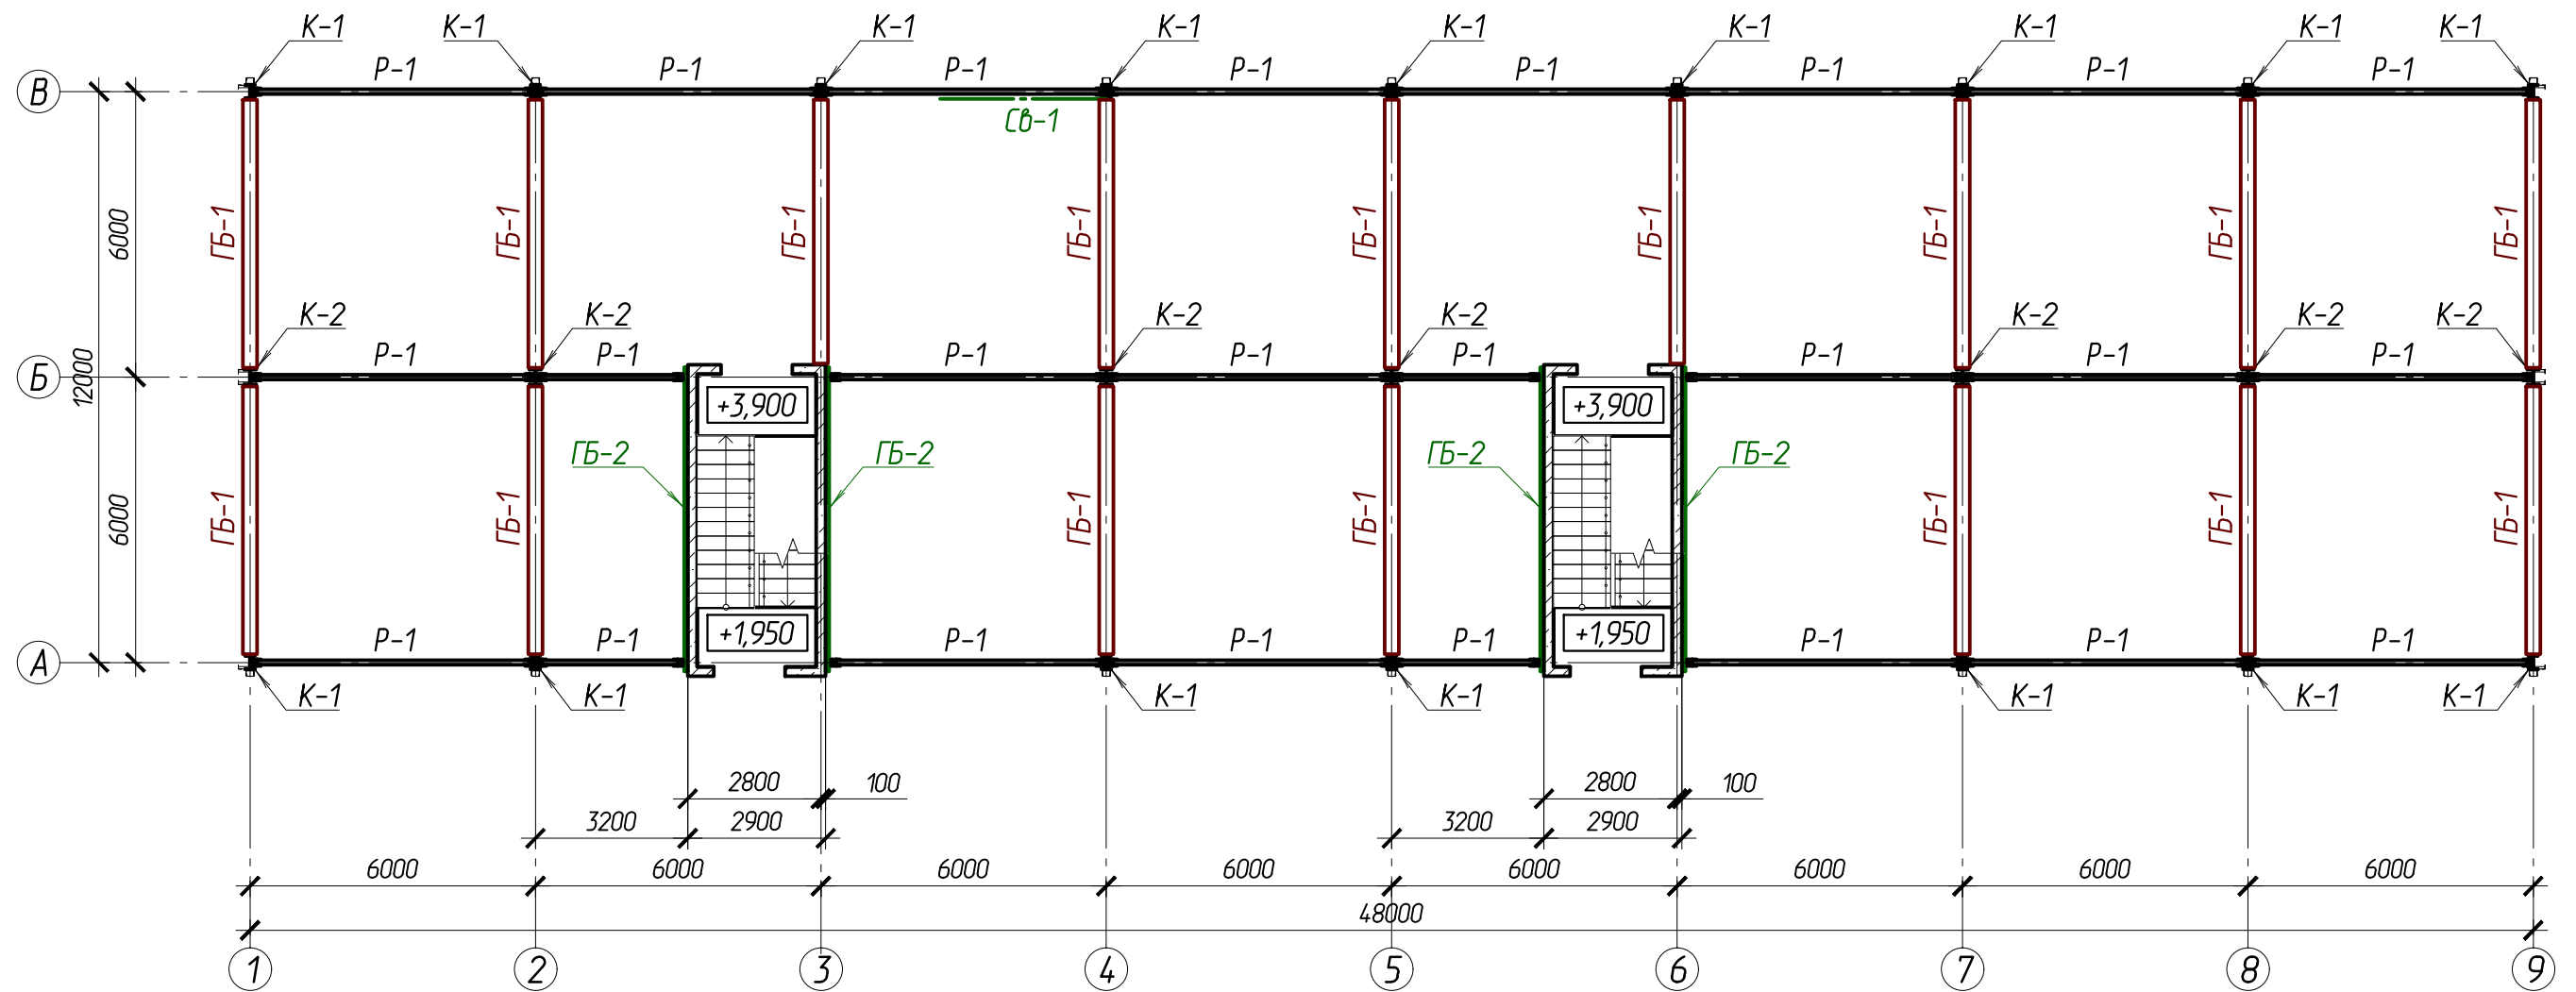 К-1 К-1 К-1 К-1 К-1 К-1 К-1 К-1 К-1
Р-1 Р-1 Р-1 Р-1 Р-1 Р-1 Р-1 Р-1
В
Св-1
6000 ГБ-1 ГБ-1 ГБ-1 ГБ-1 ГБ-1 ГБ-1 ГБ-1 ГБ-1 ГБ-1
К-2 К-2 К-2 К-2 К-2 К-2 К-2
Р-1 Р-1 Р-1 Р-1 Р-1 Р-1 Р-1 Р-1 Р-1
Б
12000
+3,900 +3,900
ГБ-2 ГБ-2 ГБ-2 ГБ-2
6000 ГБ-1 ГБ-1 ГБ-1 ГБ-1 ГБ-1 ГБ-1 ГБ-1
+1,950 +1,950
Р-1 Р-1 Р-1 Р-1 Р-1 Р-1 Р-1 Р-1
А
К-1 К-1 К-1 К-1 К-1 К-1 К-1
2800 100 2800 100
3200 2900 3200 2900
6000 6000 6000 6000 6000 6000 6000 6000
48000
1 2 3 4 5 6 7 8 9